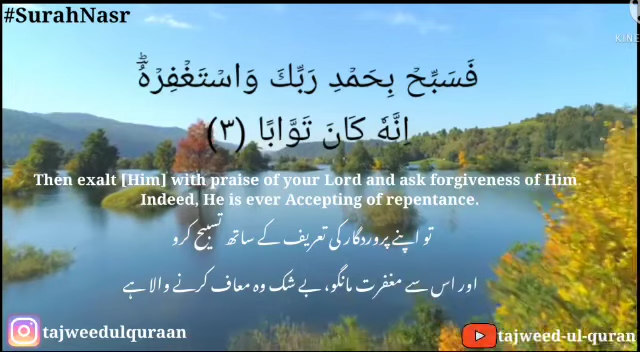 #SurahNasr
فَسَبِّحۡ بِحَمۡدِ رَبِّكَ وَاسۡتَغۡفِرۡهُ ؕؔ
اِنَّهٗ كَانَ تَوَّابًا (٣)
Then exalt [Him] with praise of your Lord and ask forgiveness of Him.
Indeed, He is ever Accepting of repentance.
تو اپنے پروردگار کی تعریف کے ساتھ تسبیح کرو
اور اس سے مغفرت مانگو، بے شک وہ معاف کرنے والا ہے
tajweedulquraan
tajweed-ul-quran